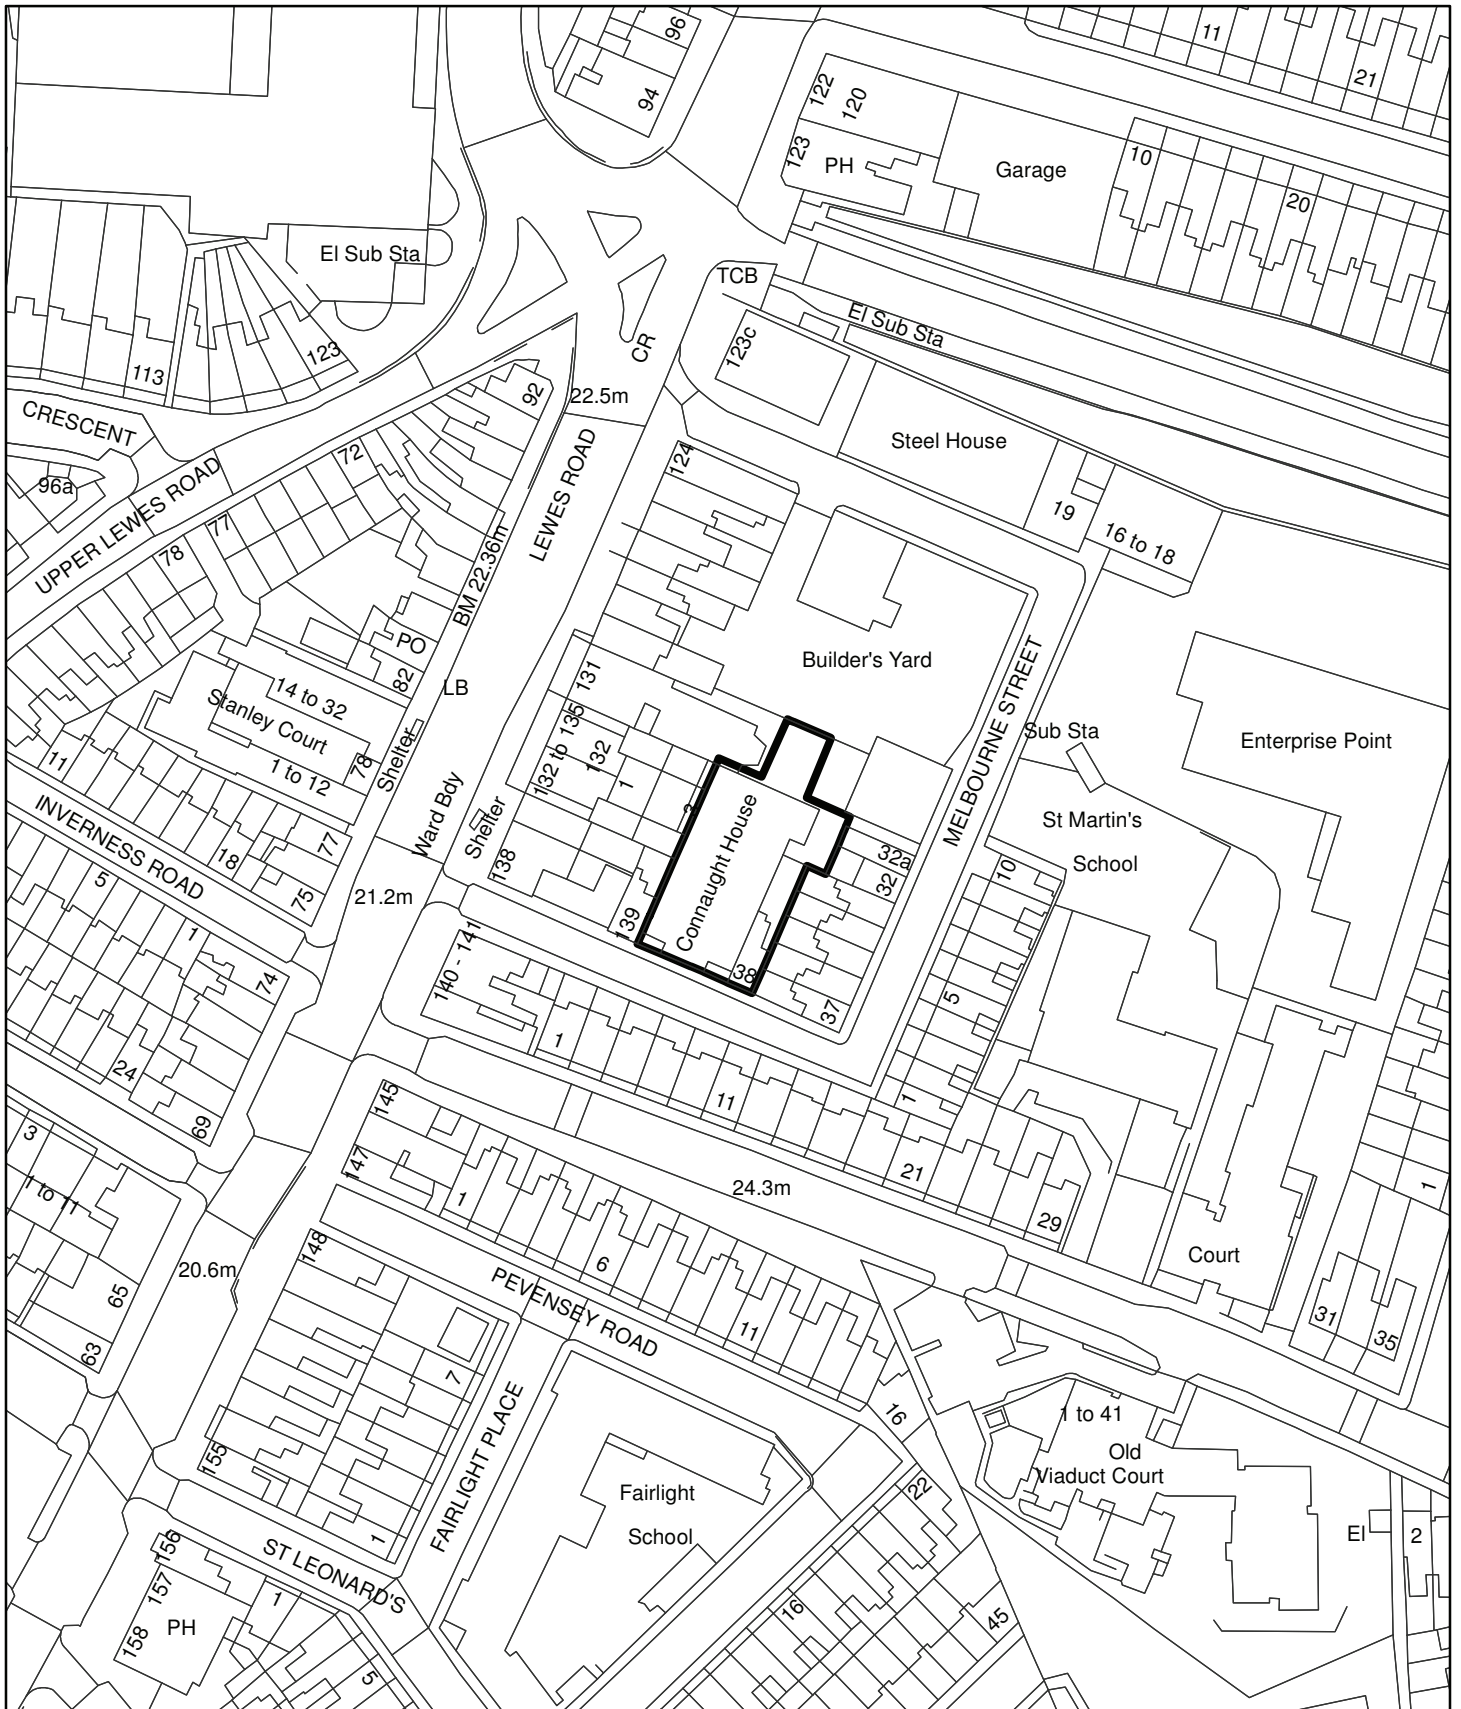 96
94
122
120
123
PH
Garage
11
21
10
20
El Sub Sta
113
123
TCB
El Sub Sta
CR
123c
CRESCENT
96a
UPPER LEWES ROAD
72
77
78
92
22.5m
LEWES ROAD
BM 22.36m
124
Steel House
19
16 to 18
PO
82
LB
14 to 32
Stanley Court
1 to 12
78
Shelter
131
132 to 135
132
1
3
Builder's Yard
MELBOURNE STREET
Sub Sta
Enterprise Point
St Martin's
School
11
INVERNESS ROAD
18
77
75
Ward Bdy
Shelter
138
139
Connaught House
38
32a
32
37
10
5
1
21.2m
5
1
74
24
69
140 - 141
1
11
21
29
24.3m
3
1 to 11
65
63
20.6m
145
147
1
6
11
16
148
PEVENSEY ROAD
7
155
1
FAIRLIGHT PLACE
Fairlight
School
ST LEONARD'S
156
157
158
PH
1
5
22
16
45
Court
31
35
1
1 to 41
Old
Viaduct Court
El
2